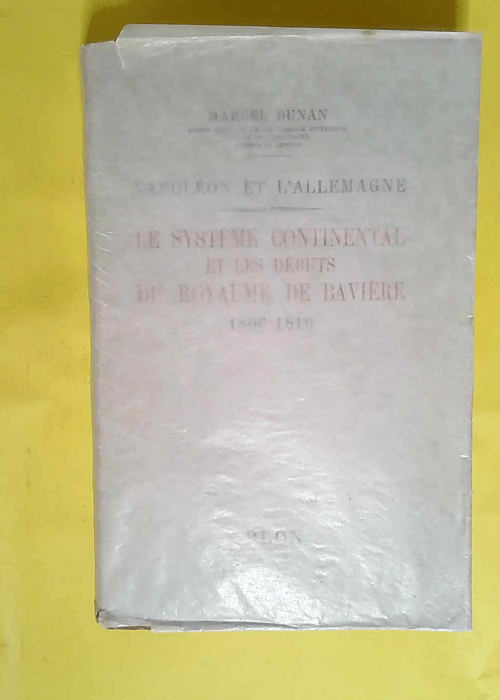 MARCEL DUNAN
NAPOLÉON ET L'ALLEMAGNE
LE SYSTÈME CONTINENTAL
ET LES DÉBUTS
DU ROYAUME DE BAVIÈRE
1806-1810
PLON